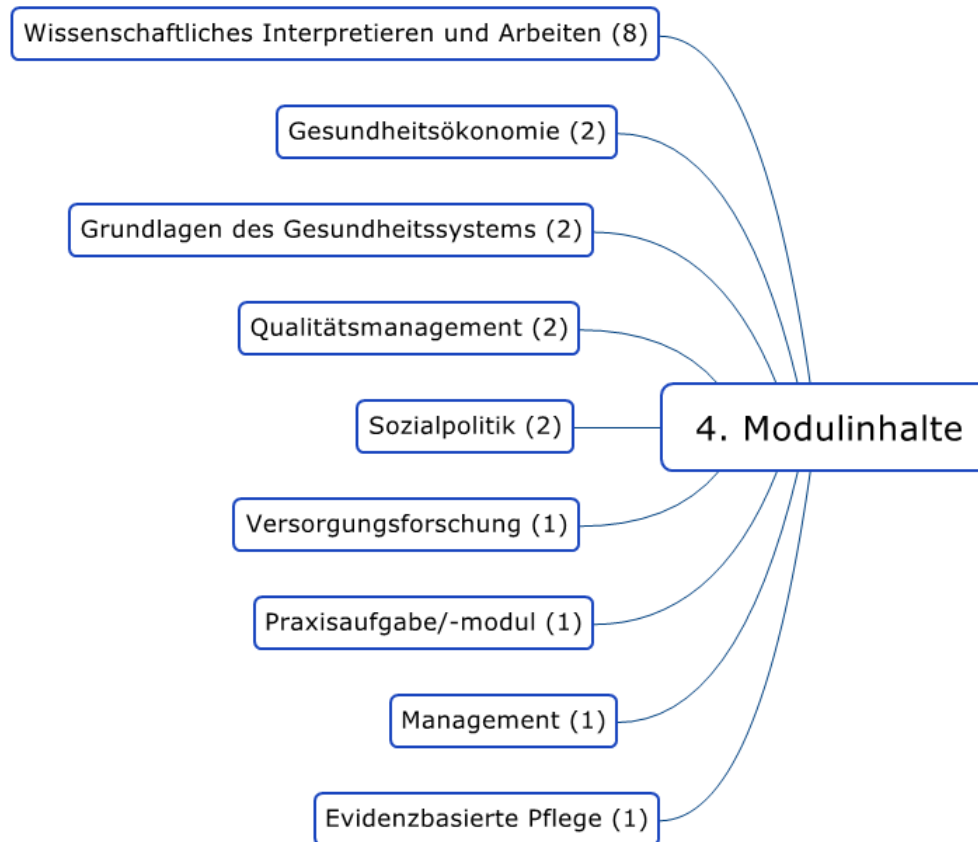 Wissenschaftliches Interpretieren und Arbeiten (8)
Gesundheitsökonomie (2)
Grundlagen des Gesundheitssystems (2)
Qualitätsmanagement (2)
Sozialpolitik (2)
4. Modulinhalte
Versorgungsforschung (1)
Praxisaufgabe/-modul (1)
Management (1)
Evidenzbasierte Pflege (1)